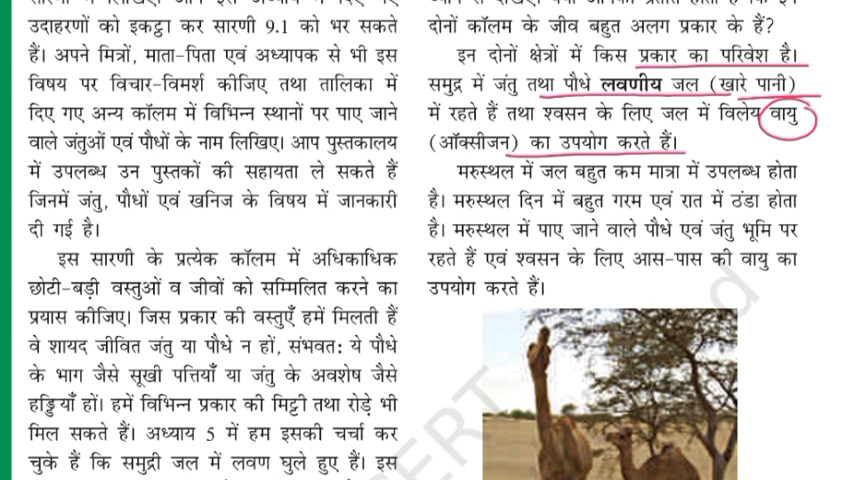 उदाहरणों को इकट्ठा कर सारणी 9.1 को भर सकते
हैं। अपने मित्रों, माता-पिता एवं अध्यापक से भी इस
विषय पर विचार-विमर्श कीजिए तथा तालिका में
दिए गए अन्य कॉलम में विभिन्न स्थानों पर पाए जाने
वाले जंतुओं एवं पौधों के नाम लिखिए। आप पुस्तकालय
में उपलब्ध उन पुस्तकों की सहायता ले सकते हैं
जिनमें जंतु, पौधों एवं खनिज के विषय में जानकारी
दी गई है।
इस सारणी के प्रत्येक कॉलम में अधिकाधिक
छोटी-बड़ी वस्तुओं व जीवों को सम्मिलित करने का
प्रयास कीजिए। जिस प्रकार की वस्तुएँ हमें मिलती हैं
वे शायद जीवित जंतु या पौधे न हों, संभवत: ये पौधे
के भाग जैसे सूखी पत्तियाँ या जंतु के अवशेष जैसे
हड्डियाँ हों। हमें विभिन्न प्रकार की मिट्टी तथा रोड़े भी
मिल सकते हैं। अध्याय 5 में हम इसकी चर्चा कर
चुके हैं कि समुद्री जल में लवण घुले हुए हैं। इस
दोनों कॉलम के जीव बहुत अलग प्रकार के हैं?
इन दोनों क्षेत्रों में किस प्रकार का परिवेश है।
समुद्र में जंतु तथा पौधे लवणीय जल (खारे पानी)
में रहते हैं तथा श्वसन के लिए जल में विलेय वायु
(ऑक्सीजन) का उपयोग करते हैं।
मरुस्थल में जल बहुत कम मात्रा में उपलब्ध होता
है। मरुस्थल दिन में बहुत गरम एवं रात में ठंडा होता
है। मरुस्थल में पाए जाने वाले पौधे एवं जंतु भूमि पर
रहते हैं एवं श्वसन के लिए आस-पास की वायु का
उपयोग करते हैं।